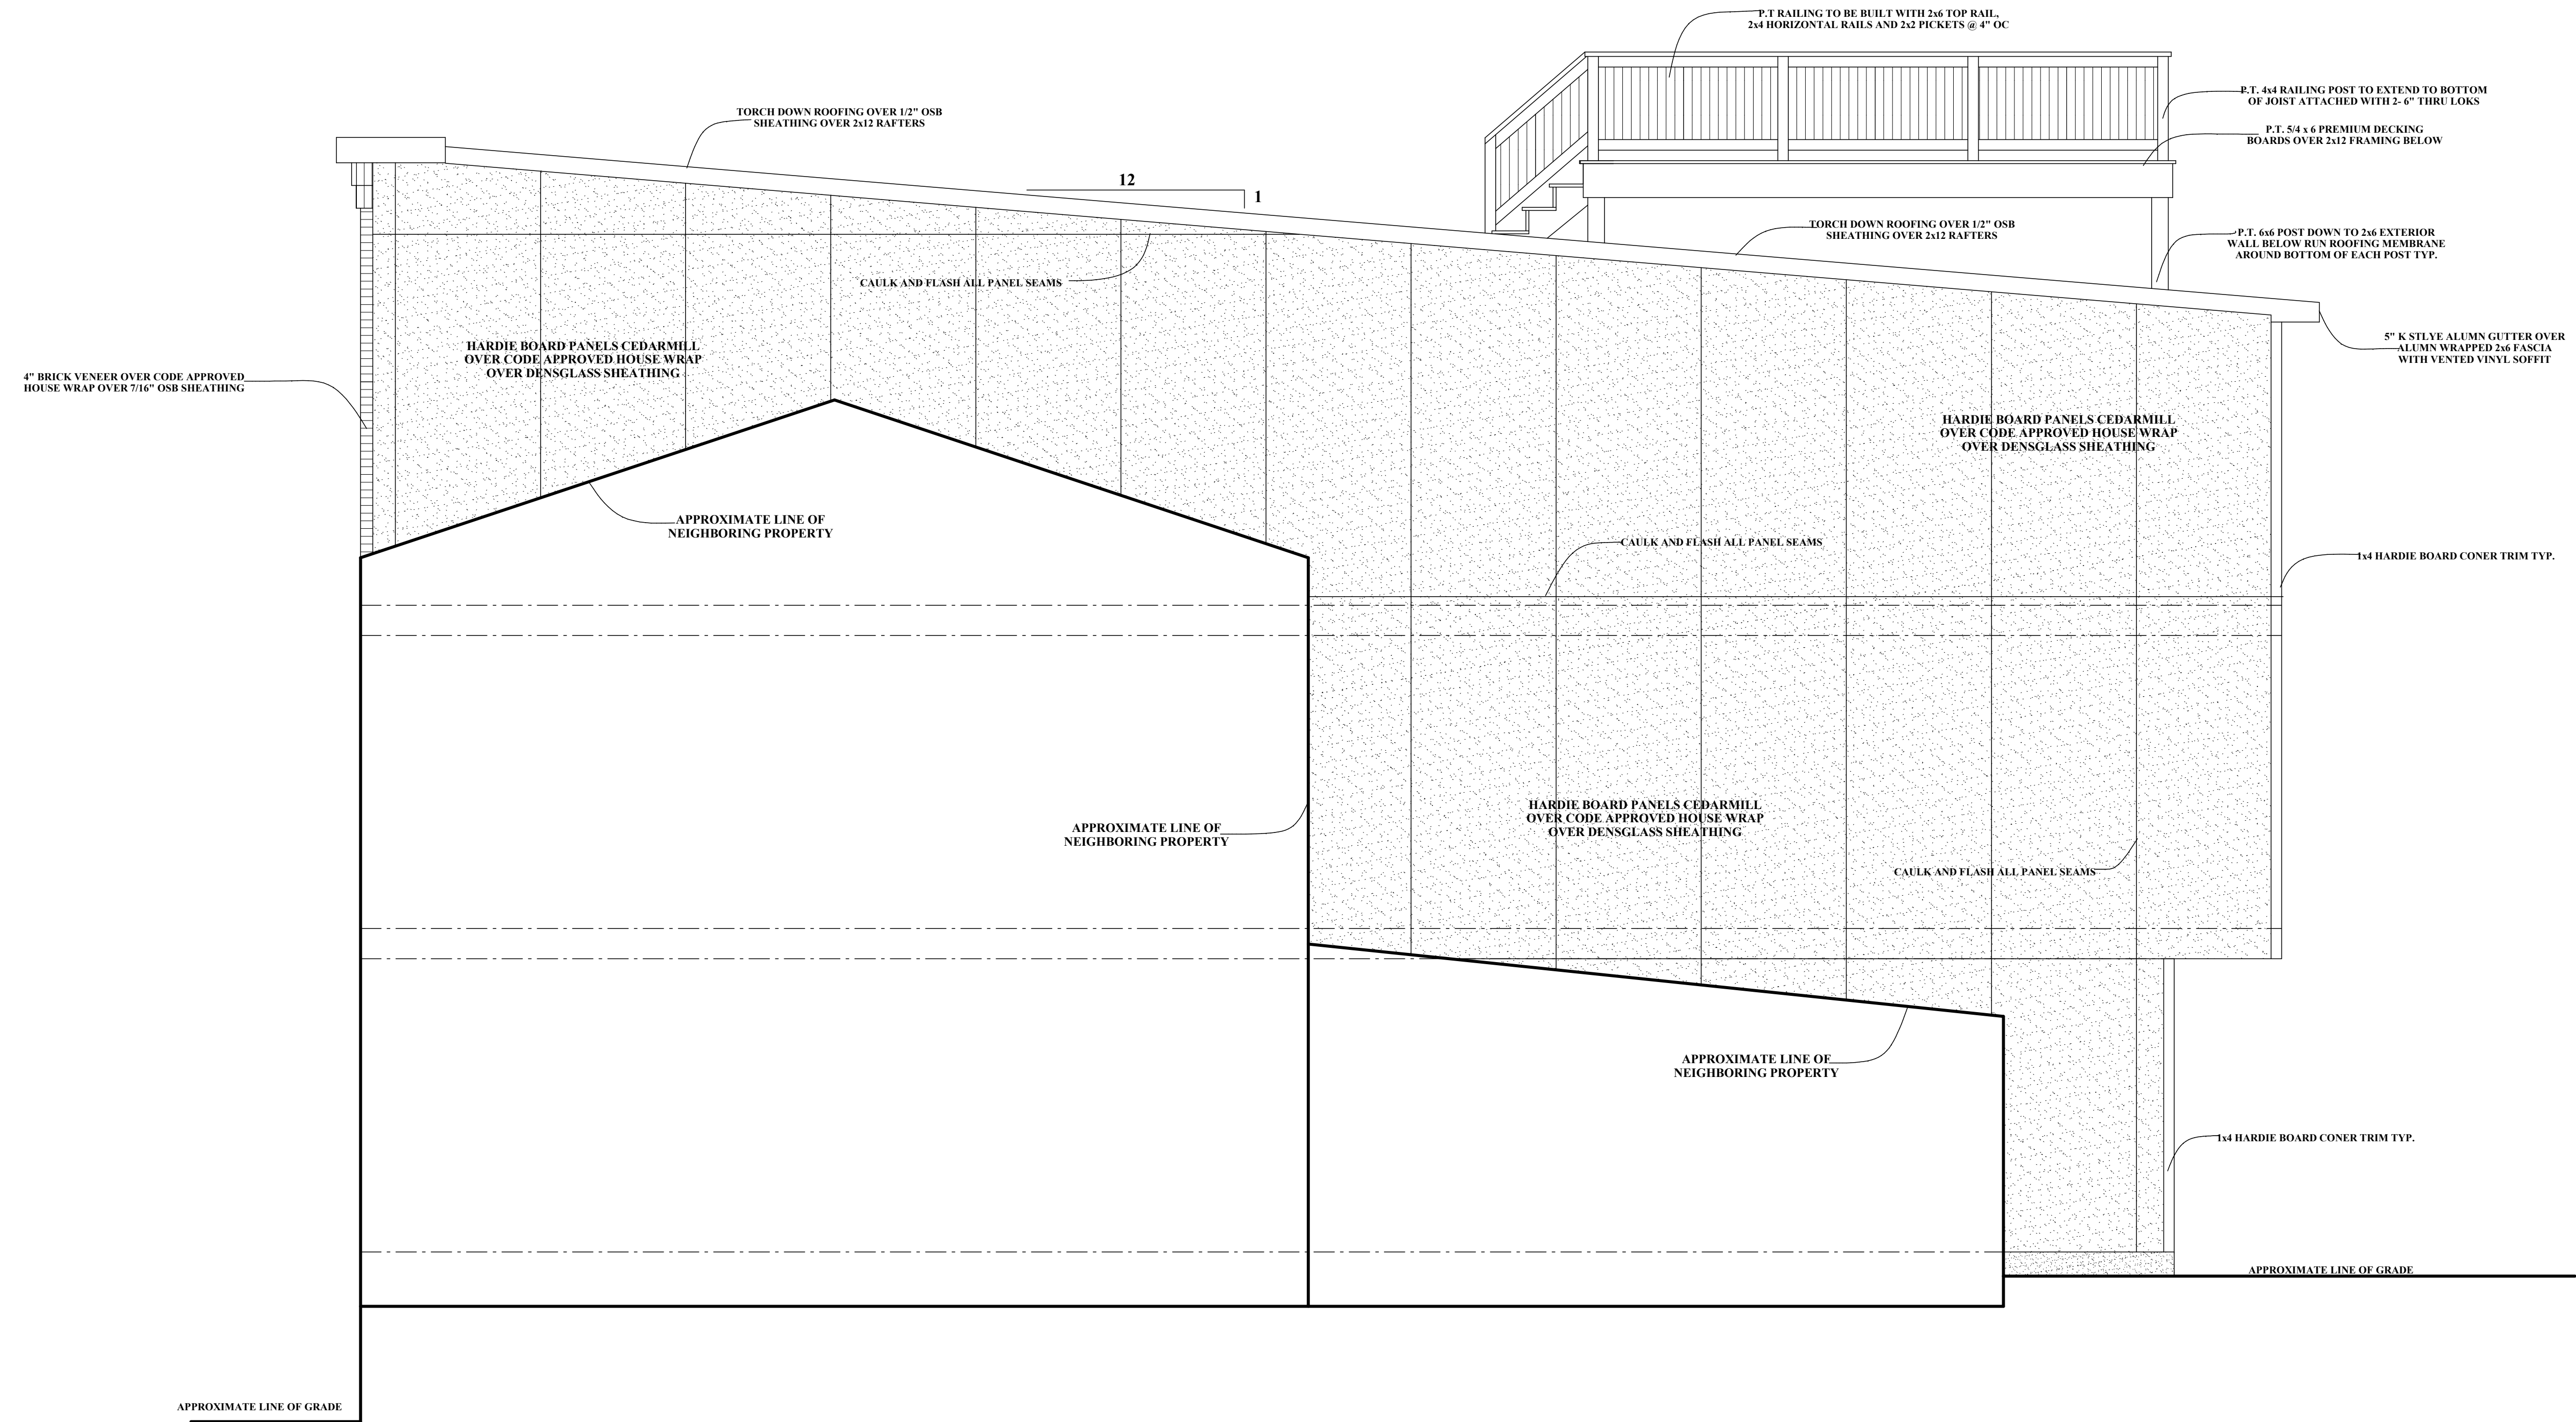 P.T RAILING TO BE BUILT WITH 2x6 TOP RAIL,
2x4 HORIZONTAL RAILS AND 2x2 PICKETS @ 4" OC
P.T. 4x4 RAILING POST TO EXTEND TO BOTTOM
OF JOIST ATTACHED WITH 2- 6" THRU LOKS
TORCH DOWN ROOFING OVER 1/2" OSB
SHEATHING OVER 2x12 RAFTERS
P.T. 5/4 x 6 PREMIUM DECKING
BOARDS OVER 2x12 FRAMING BELOW
12
1
TORCH DOWN ROOFING OVER 1/2" OSB
SHEATHING OVER 2x12 RAFTERS
P.T. 6x6 POST DOWN TO 2x6 EXTERIOR
WALL BELOW RUN ROOFING MEMBRANE
AROUND BOTTOM OF EACH POST TYP.
CAULK AND FLASH ALL PANEL SEAMS
5" K STLYE ALUMN GUTTER OVER
ALUMN WRAPPED 2x6 FASCIA
WITH VENTED VINYL SOFFIT
HARDIE BOARD PANELS CEDARMILL
OVER CODE APPROVED HOUSE WRAP
OVER DENSGLASS SHEATHING
4" BRICK VENEER OVER CODE APPROVED
HOUSE WRAP OVER 7/16" OSB SHEATHING
HARDIE BOARD PANELS CEDARMILL
OVER CODE APPROVED HOUSE WRAP
OVER DENSGLASS SHEATHING
APPROXIMATE LINE OF
NEIGHBORING PROPERTY
CAULK AND FLASH ALL PANEL SEAMS
1x4 HARDIE BOARD CONER TRIM TYP.
HARDIE BOARD PANELS CEDARMILL
OVER CODE APPROVED HOUSE WRAP
OVER DENSGLASS SHEATHING
APPROXIMATE LINE OF
NEIGHBORING PROPERTY
CAULK AND FLASH ALL PANEL SEAMS
APPROXIMATE LINE OF
NEIGHBORING PROPERTY
1x4 HARDIE BOARD CONER TRIM TYP.
APPROXIMATE LINE OF GRADE
APPROXIMATE LINE OF GRADE